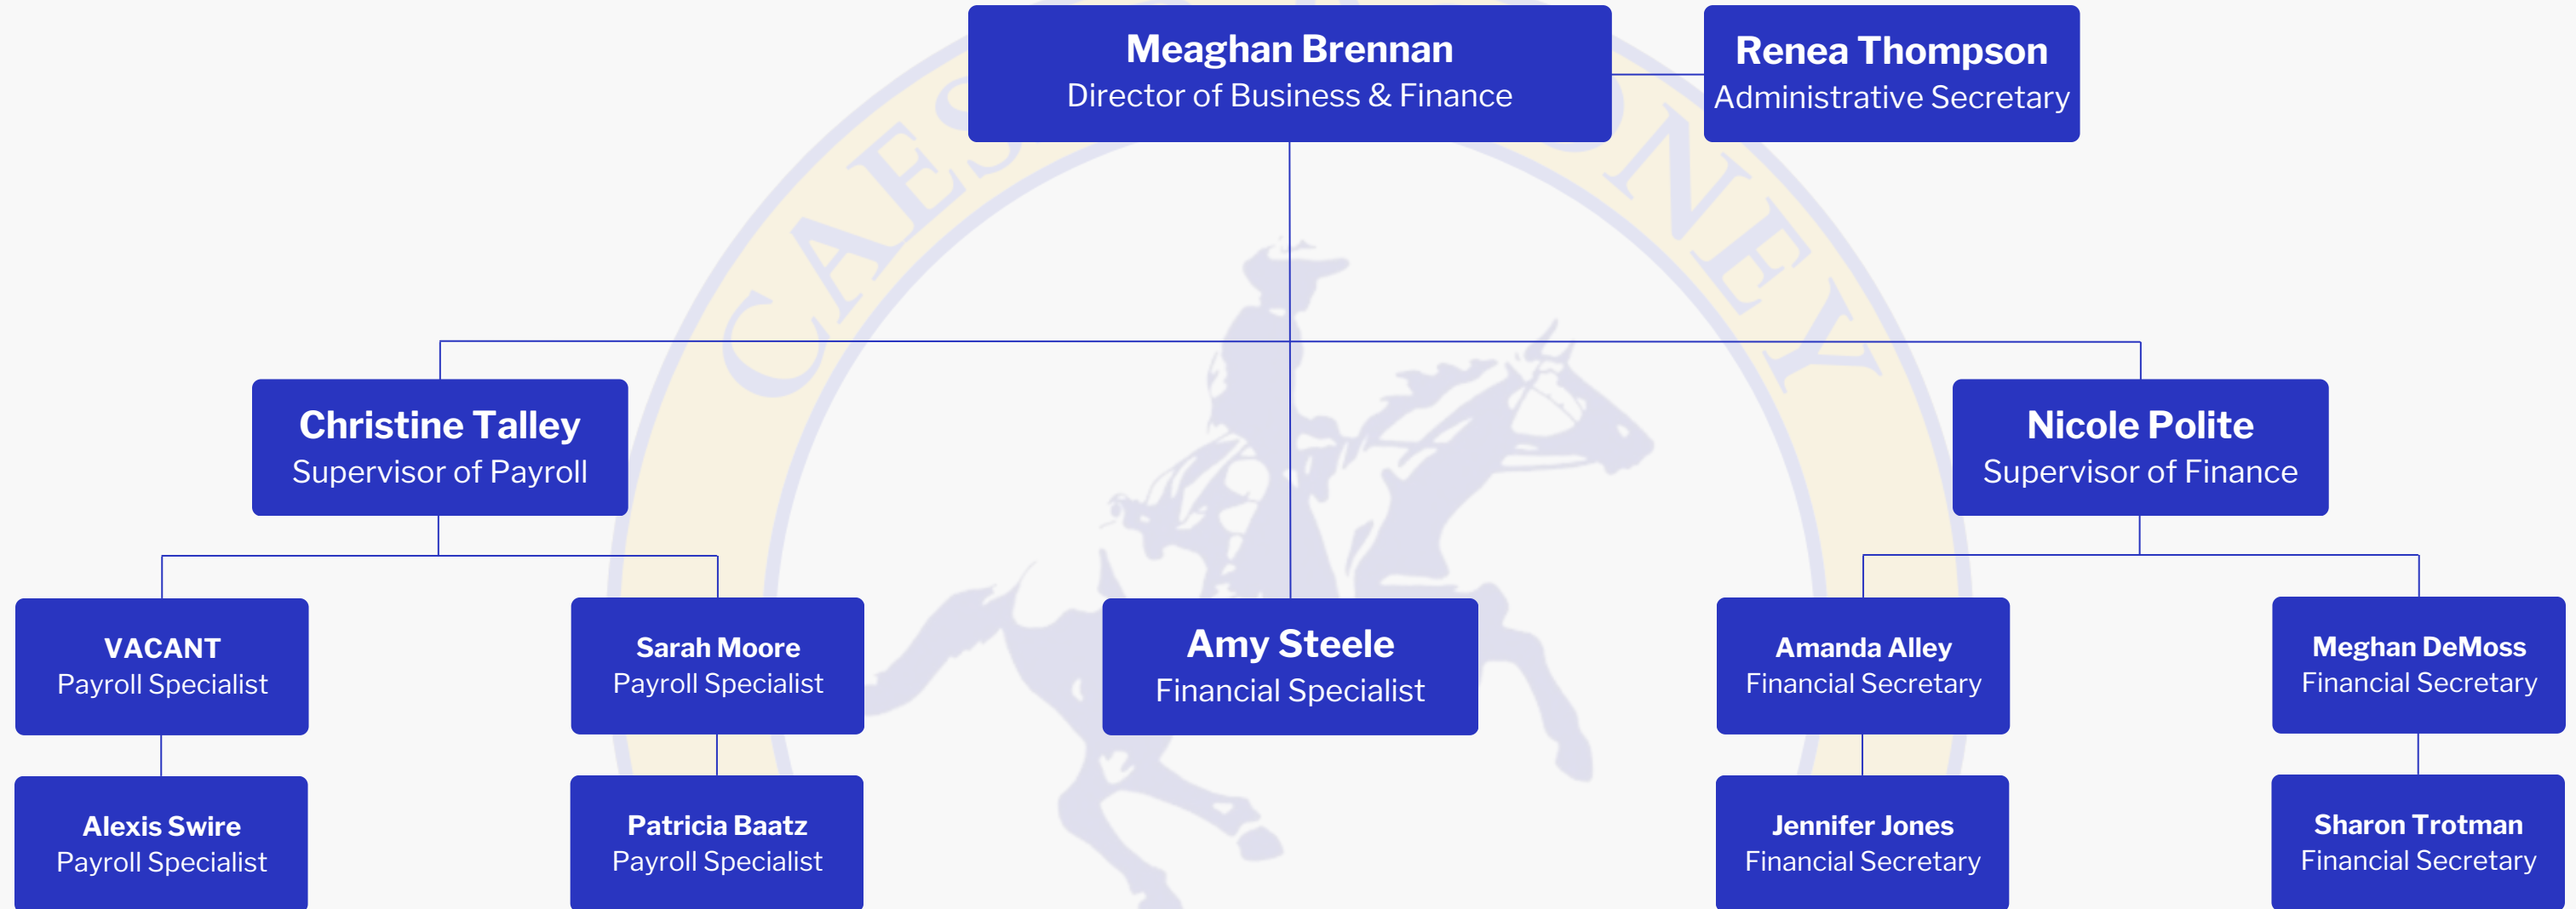 Meaghan Brennan
Director of Business & Finance
Renea Thompson
Administrative Secretary
Christine Talley
Supervisor of Payroll
Nicole Polite
Supervisor of Finance
VACANT
Payroll Specialist
Sarah Moore
Payroll Specialist
Amy Steele
Financial Specialist
Amanda Alley
Financial Secretary
Meghan DeMoss
Financial Secretary
Alexis Swire
Payroll Specialist
Patricia Baatz
Payroll Specialist
Jennifer Jones
Financial Secretary
Sharon Trotman
Financial Secretary